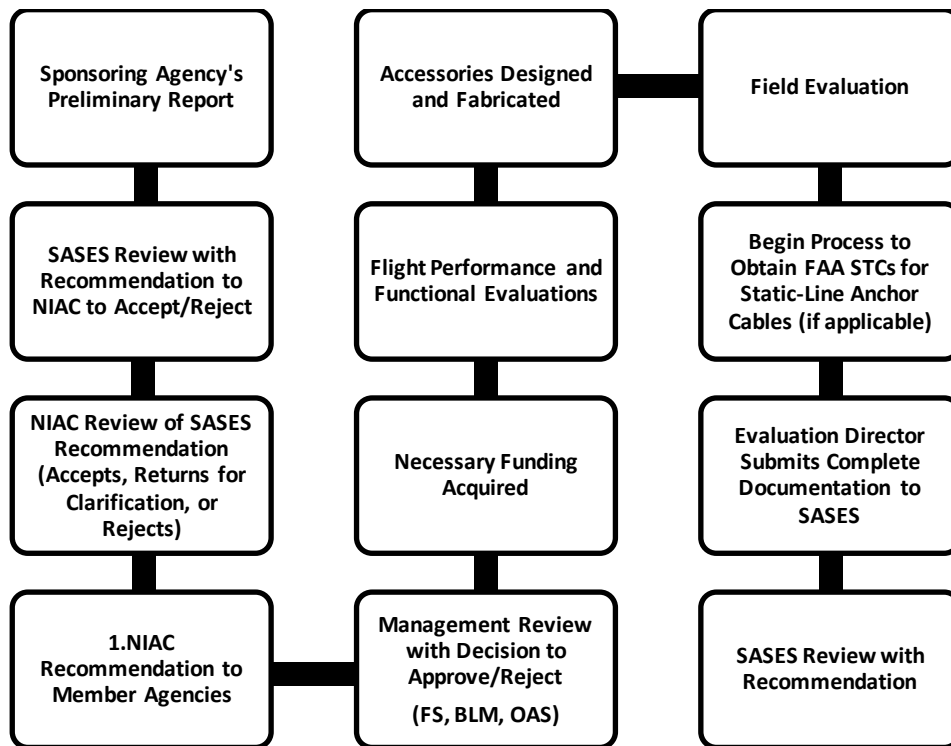 Sponsoring Agency's
Preliminary Report
SASES Review with
Recommendation to
NIAC to Accept/Reject
NIAC Review of SASES
Recommendation
(Accepts, Returns for
Clarification, or
Rejects)
1.NIAC
Recommendation to
Member Agencies
Management Review
with Decision to
Approve/Reject
(FS, BLM, OAS)
Necessary Funding
Acquired
Flight Performance and
Functional Evaluations
Accessories Designed
and Fabricated
Field Evaluation
Begin Process to
Obtain FAA STCs for
Static-Line Anchor
Cables (if applicable)
Evaluation Director
Submits Complete
Documentation to
SASES
SASES Review with
Recommendation